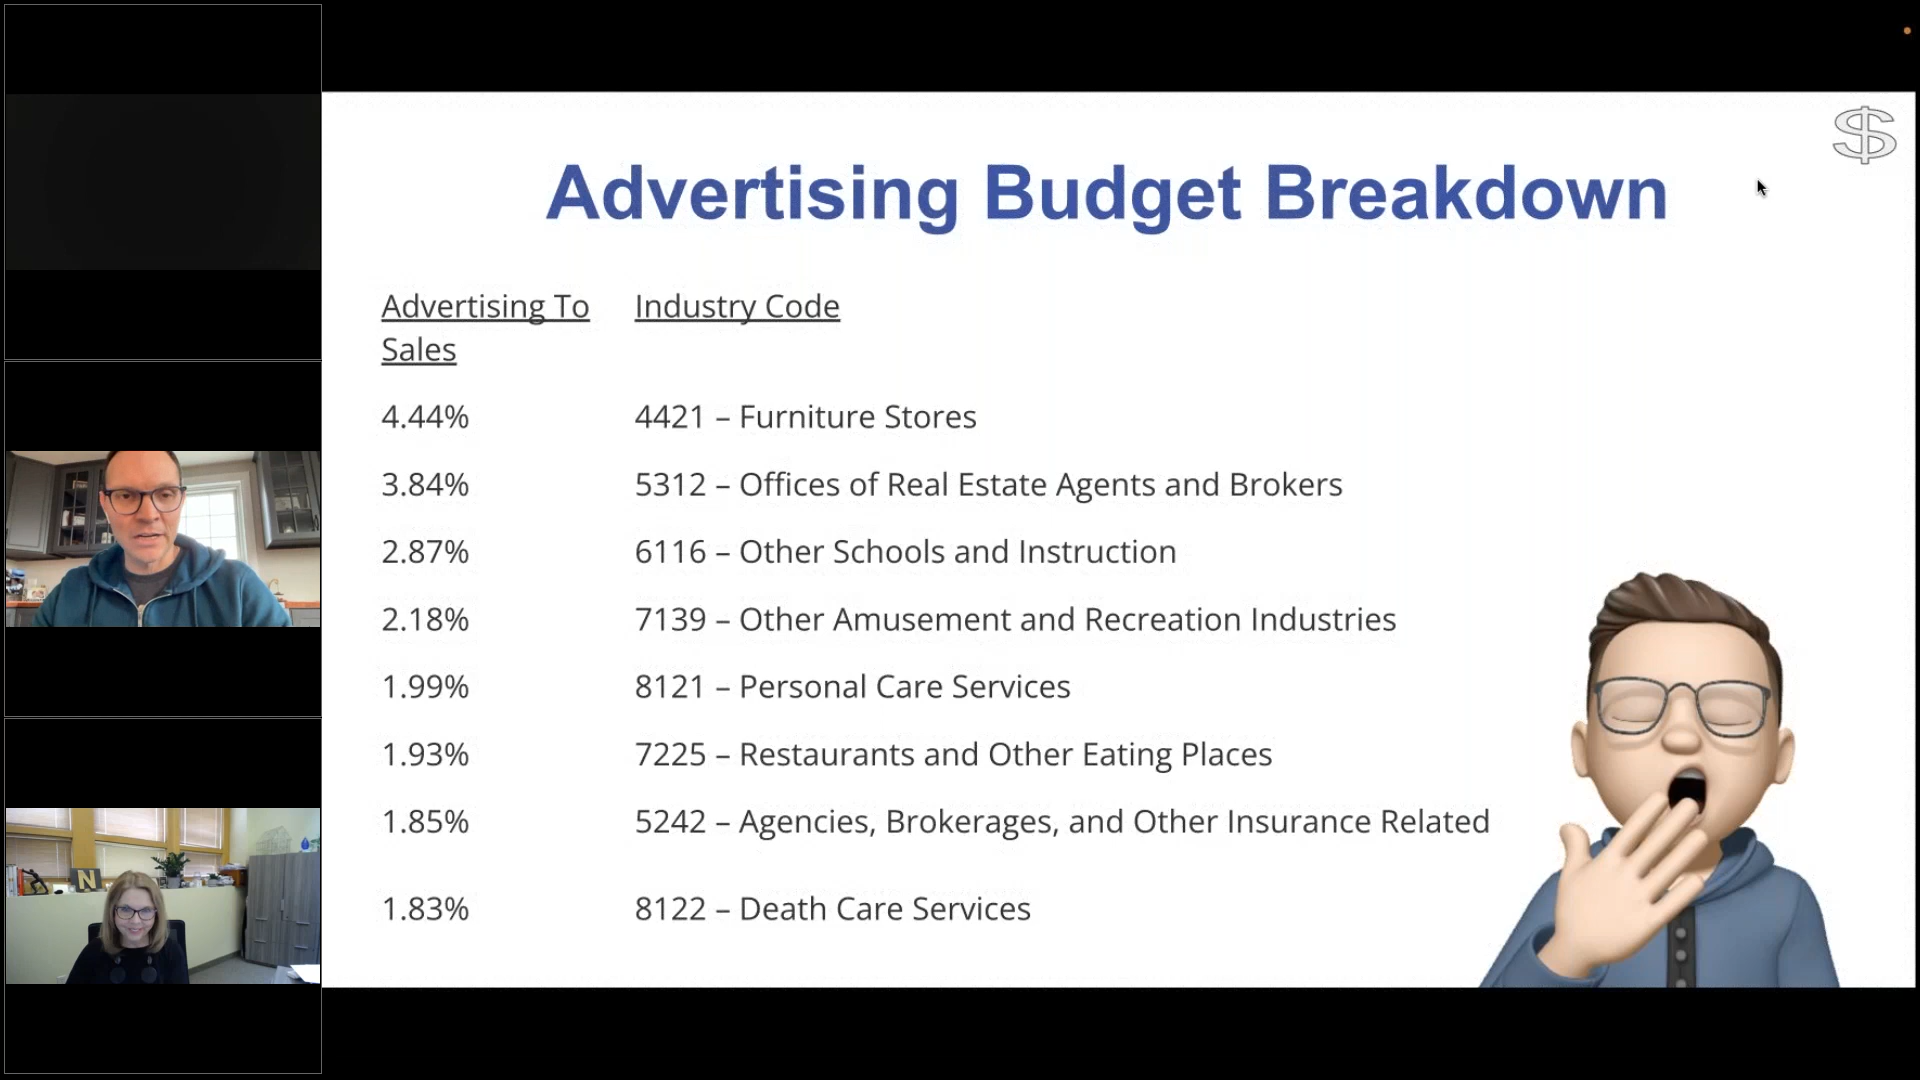 $
Advertising Budget Breakdown
Advertising To Industry Code
Sales
4.44% 4421 – Furniture Stores
3.84% 5312 – Offices of Real Estate Agents and Brokers
2.87% 6116 – Other Schools and Instruction
2.18% 7139 – Other Amusement and Recreation Industries
1.99% 8121 – Personal Care Services
1.93% 7225 – Restaurants and Other Eating Places
1.85% 5242 – Agencies, Brokerages, and Other Insurance Related
1.83% 8122 – Death Care Services
N